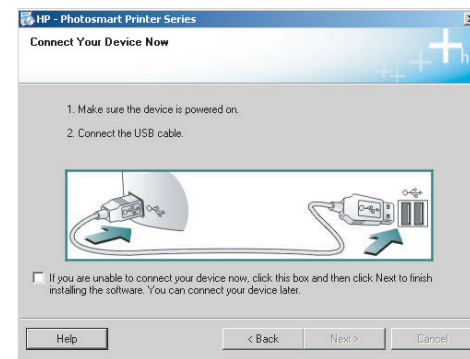 HP - Photosmart Printer Series
Connect Your Device Now
1. Make sure the device is powered on.
2. Connect the USB cable.
If you are unable to connect your device now, click this box and then click Next to finish
installing the software. You can connect your device later.
Help
< Back
Next >
Cancel